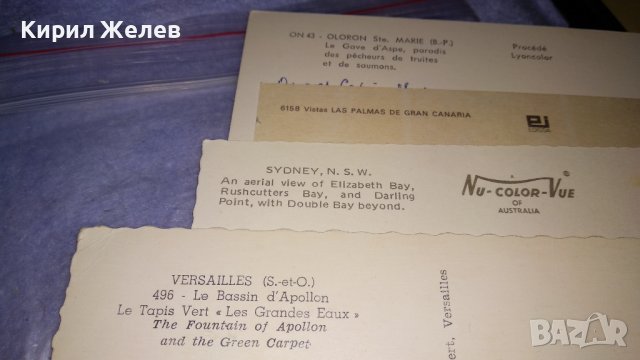 Кирил Желев
ON 43 - OLORON Ste. MARIE (B.-P.)
Le Gave d'Aspe, paradis
des pêcheurs de truites
et de saumons.
Procédé
Lyoncolor
6158 Vistas LAS PALMAS DE GRAN CANARIA
SYDNEY, N. S. W.
An aerial view of Elizabeth Bay,
Rushcutters Bay, and Darling
Point, with Double Bay beyond.
A
NU-COLOR-VUE
®
OF
AUSTRALIA
VERSAILLES (S.-et-O.)
496 - Le Bassin d'Apollon
Le Tapis Vert « Les Grandes Eaux »
The Fountain of Apollon
and the Green Carpet
ert, Versailles
bazar